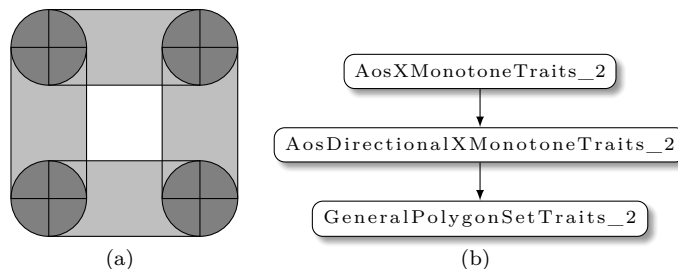 AosXMonotoneTraits_2
AosDirectionalXMonotoneTraits_2
GeneralPolygonSetTraits_2
(a)
(b)